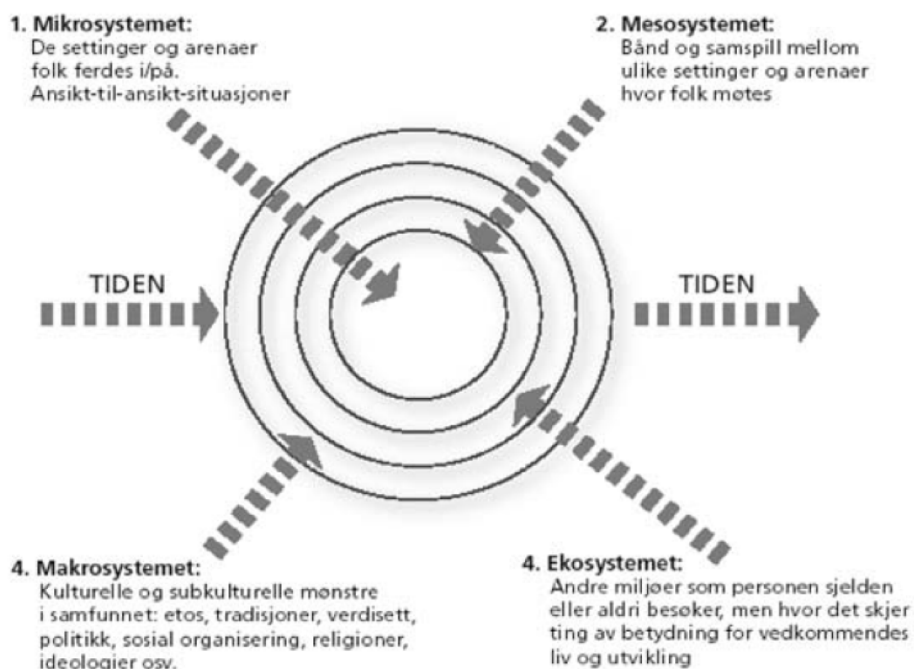 1. Mikrosystemet:
De settinger og arenaer
folk ferdes i/på.
Ansikt-til-ansikt-situasjoner
2. Mesosystemet:
Bånd og samspill mellom
ulike settinger og arenaer
hvor folk møtes
TIDEN
TIDEN
4. Makrosystemet:
Kulturelle og subkulturelle mønstre
i samfunnet: etos, tradisjoner, verdisett,
politikk, sosial organisering, religioner,
ideologier osv.
4. Ekosystemet:
Andre miljøer som personen sjelden
eller aldri besøker, men hvor det skjer
ting av betydning for vedkommendes
liv og utvikling